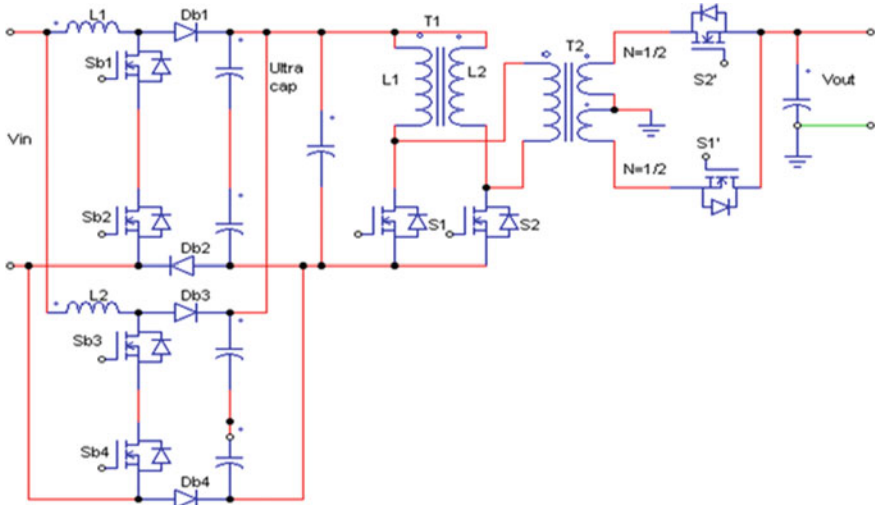 L1
Db1
Sb1
Ultra
cap
Vin
Sb2
Db2
L2
Db3
Sb3
Sb4
Db4
T1
L1
L2
T2
S1
S2
N=1/2
N=1/2
S2'
S1'
Vout